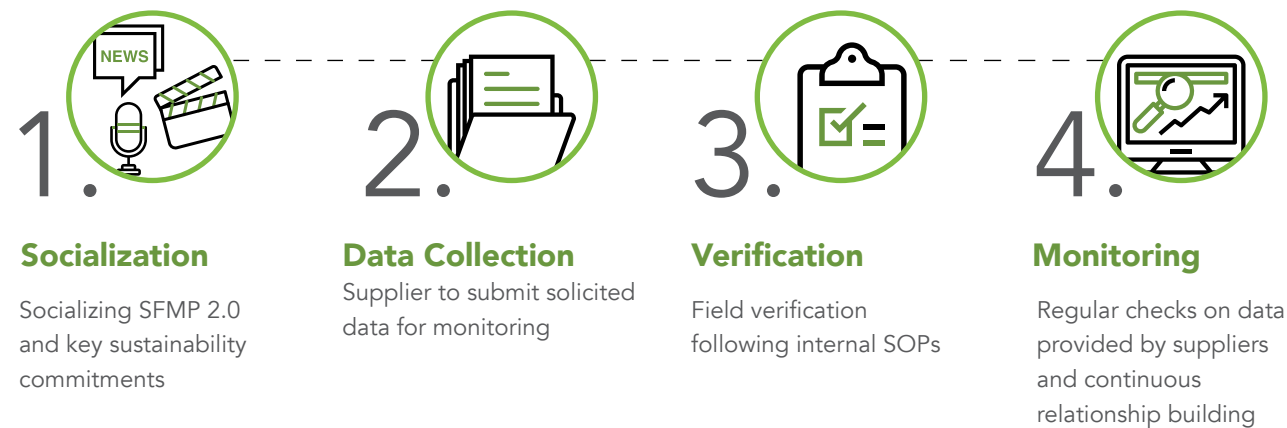 NEWS
1.
Socialization
Socializing SFMP 2.0
and key sustainability
commitments
2.
Data Collection
Supplier to submit solicited
data for monitoring
3.
Verification
Field verification
following internal SOPs
4.
Monitoring
Regular checks on data
provided by suppliers
and continuous
relationship building